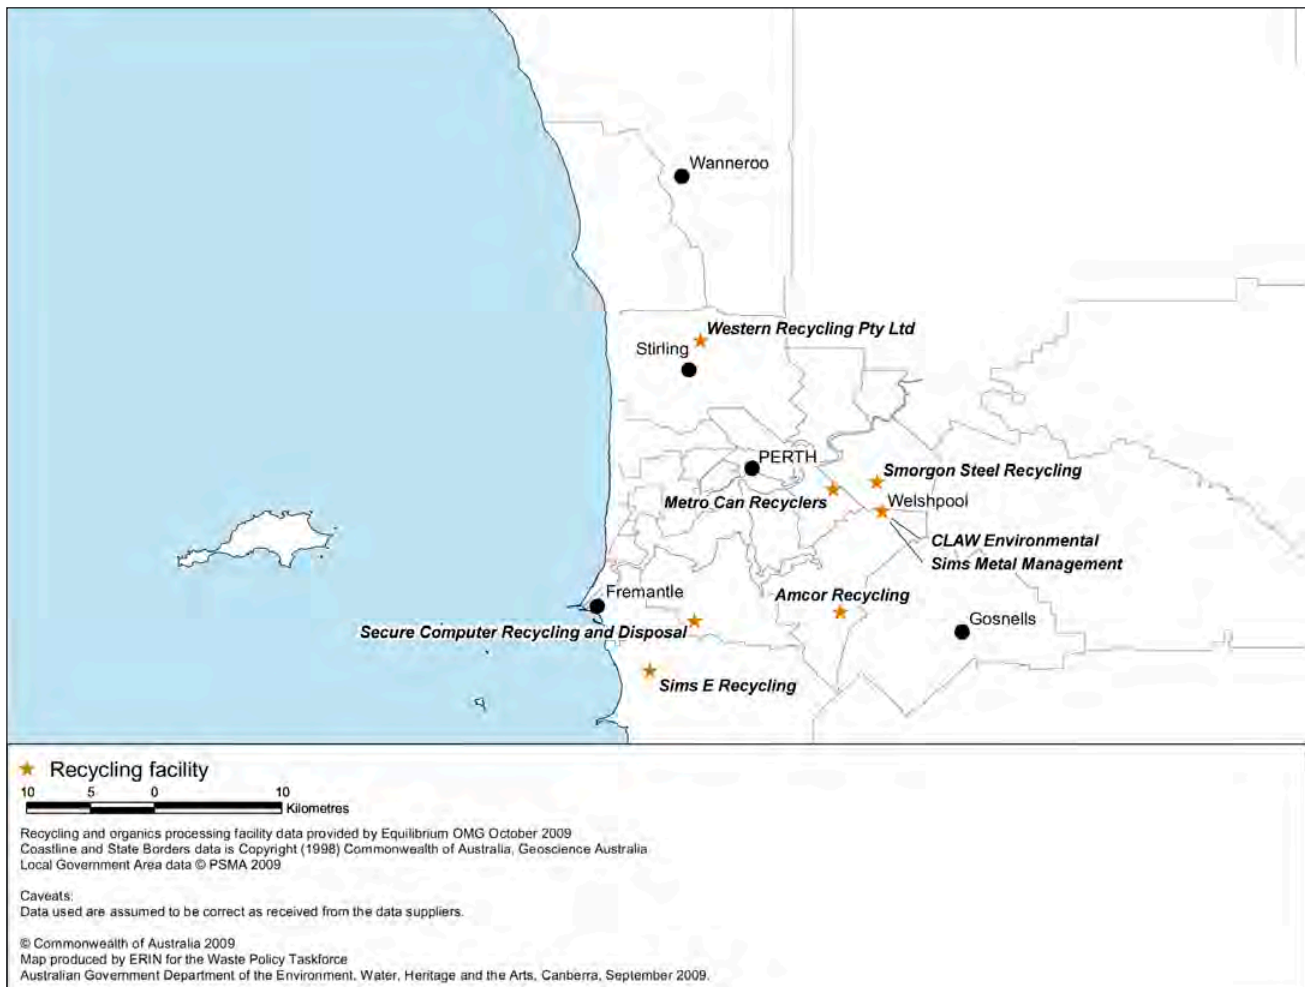 Wanneroo
Western Recycling Pty Ltd
Stirling
PERTH
Smorgon Steel Recycling
Metro Can Recyclers
Welshpool
CLAW Environmental
Sims Metal Management
Fremantle
Amcor Recycling
Gosnells
Secure Computer Recycling and Disposal
Sims E Recycling
Recycling facility
10 5 0 10
Kilometres
Recycling and organics processing facility data provided by Equilibrium OMG October 2009
Coastline and State Borders data is Copyright (1998) Commonwealth of Australia, Geoscience Australia
Local Government Area data © PSMA 2009
Caveats:
Data used are assumed to be correct as received from the data suppliers.
© Commonwealth of Australia 2009
Map produced by ERIN for the Waste Policy Taskforce
Australian Government Department of the Environment, Water, Heritage and the Arts, Canberra, September 2009.